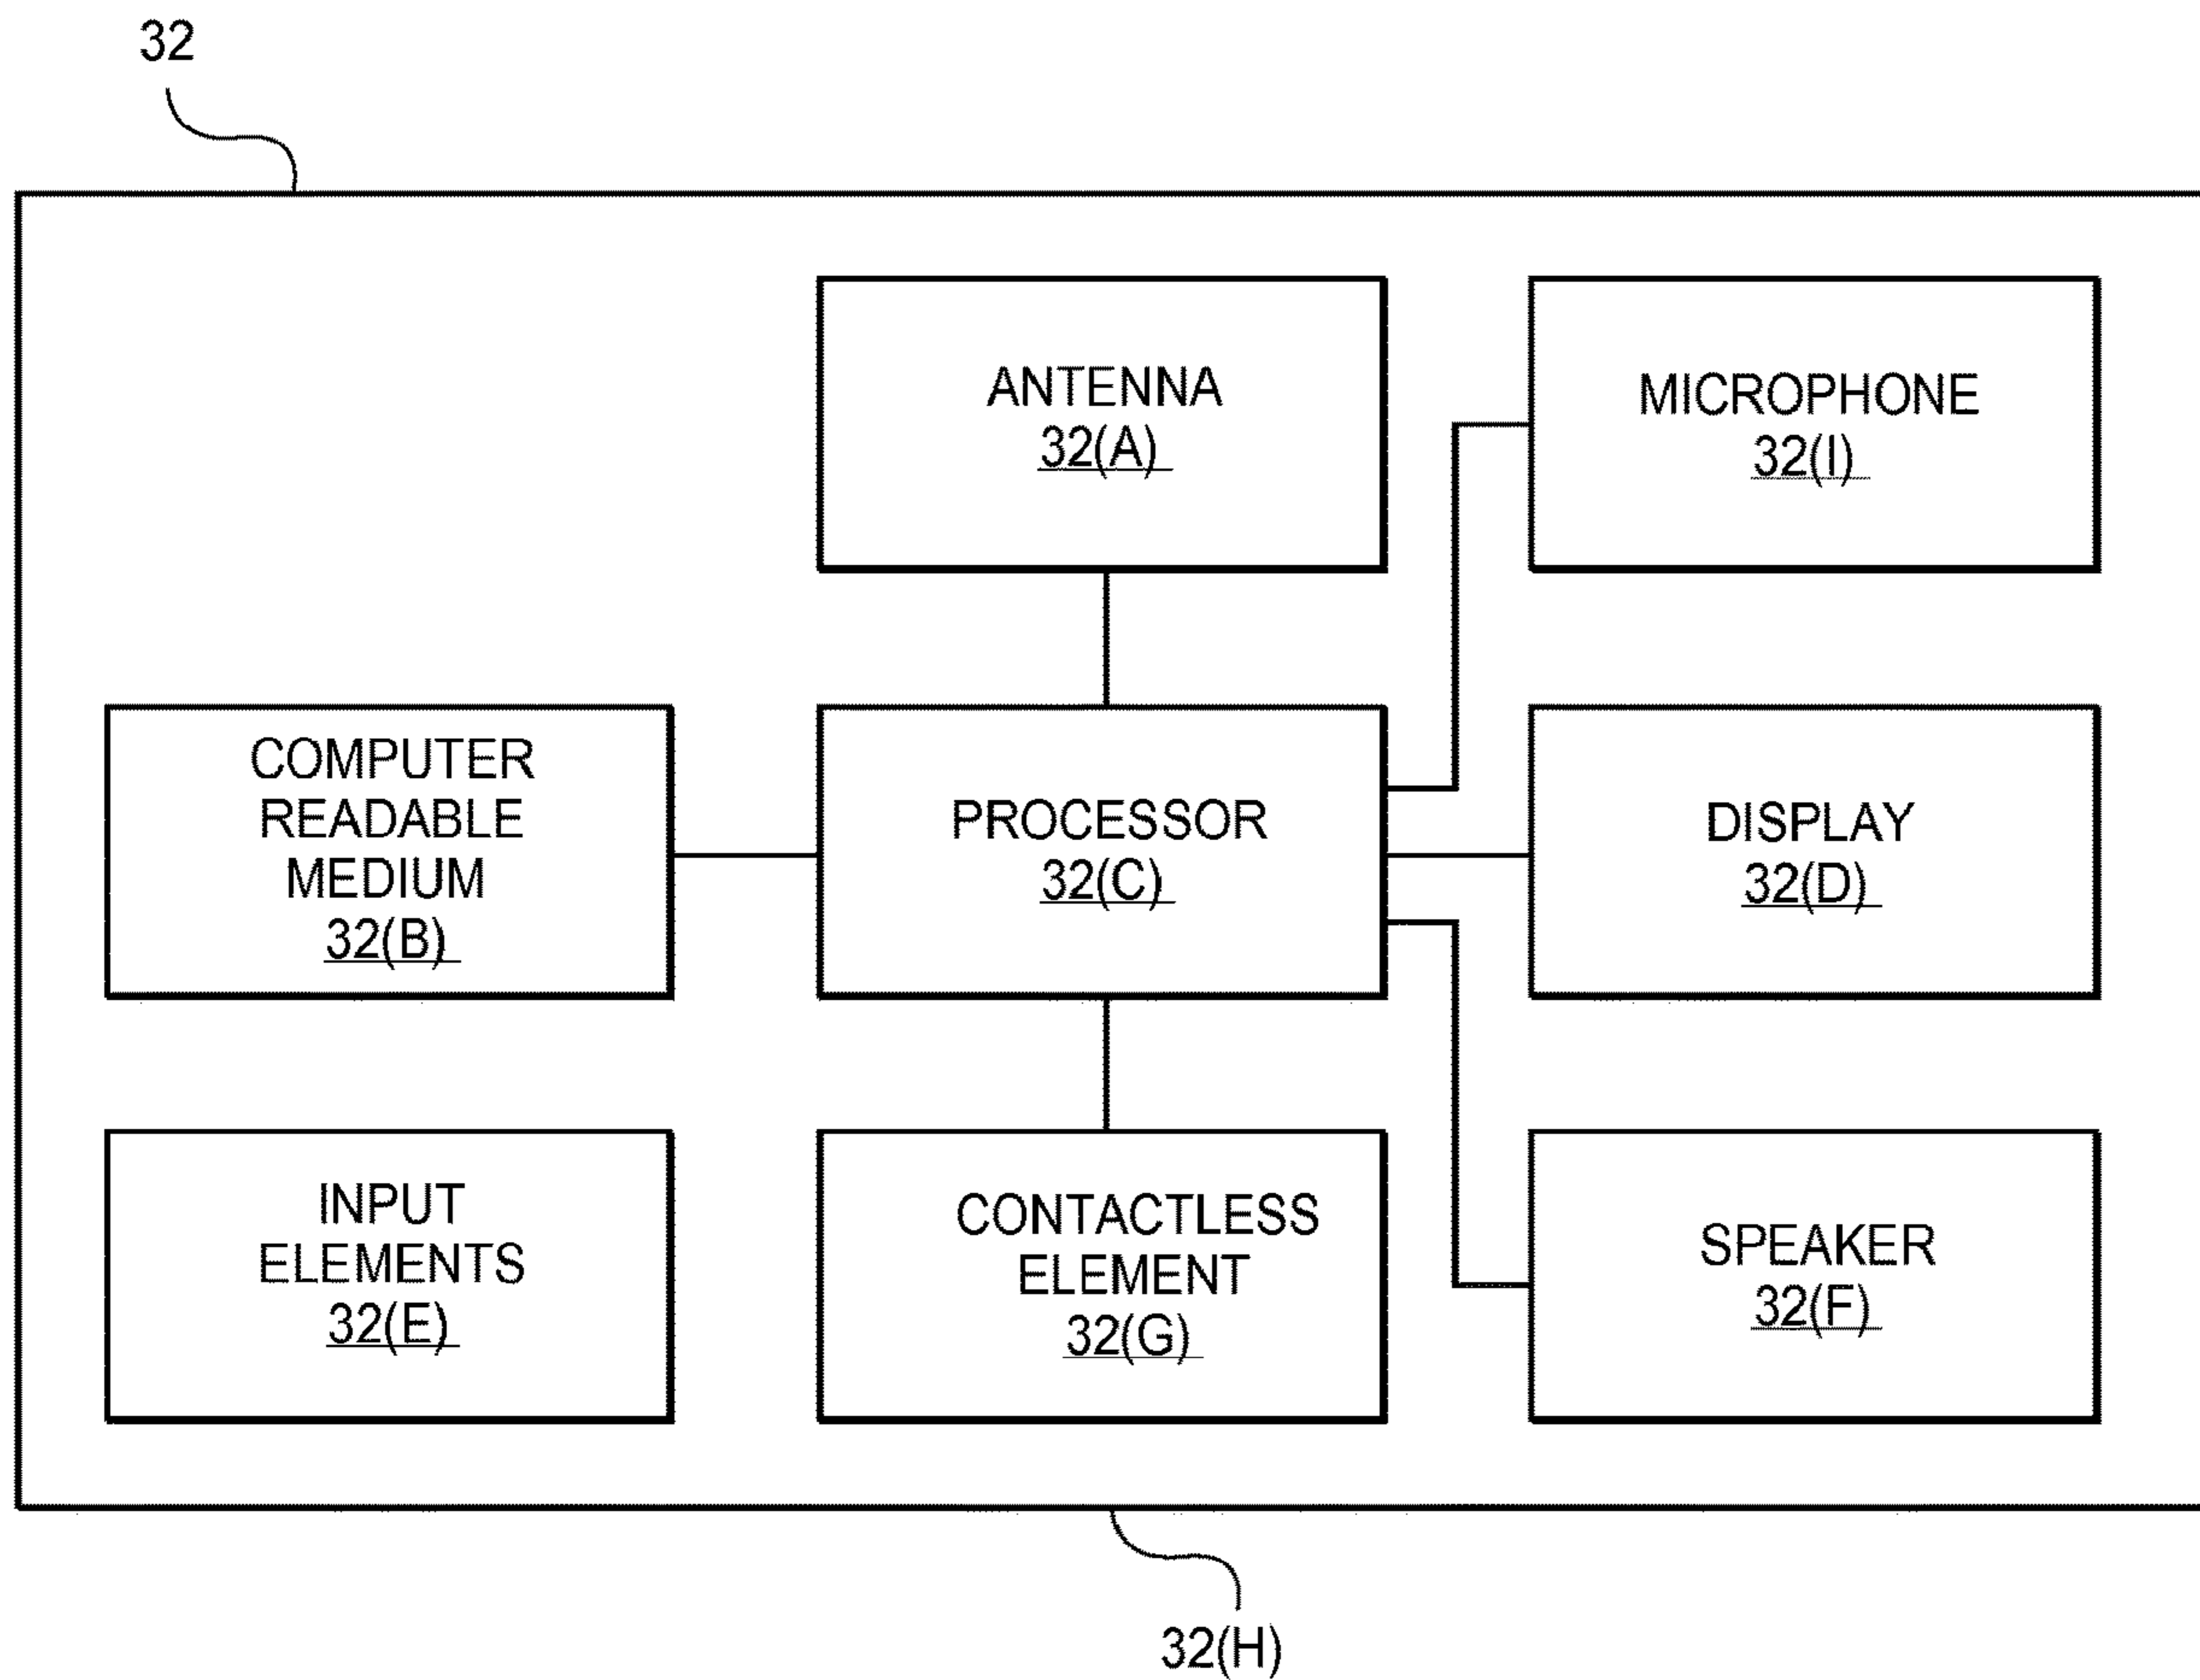 32
ANTENNA
32(A)
MICROPHONE
32(I)
COMPUTER
READABLE
MEDIUM
32(B)
PROCESSOR
32(C)
DISPLAY
32(D)
INPUT
ELEMENTS
32(E)
CONTACTLESS
ELEMENT
32(G)
SPEAKER
32(F)
32(H)